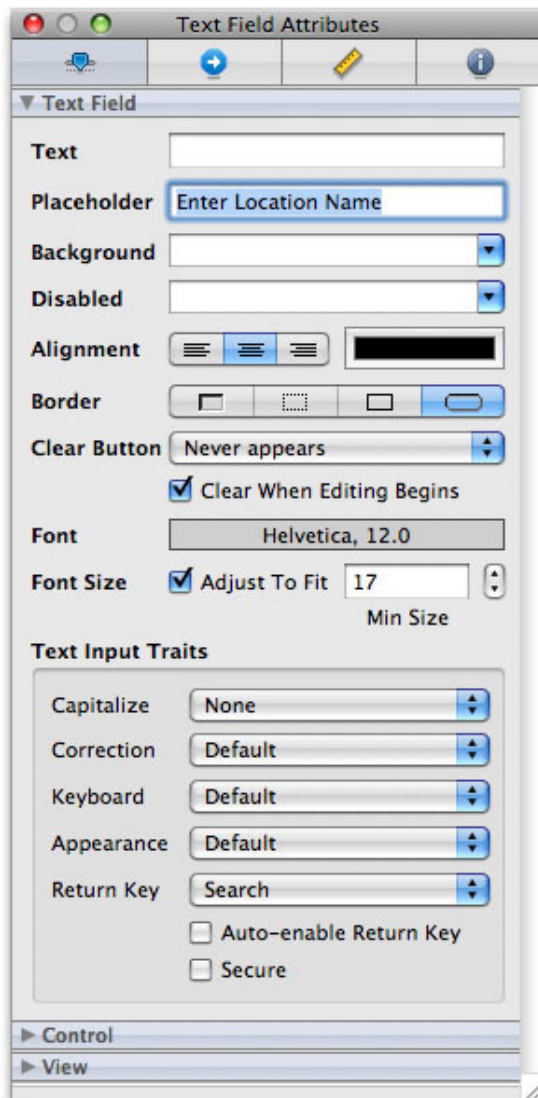 Text Field Attributes
Text Field
Text
Placeholder Enter Location Name
Background
Disabled
Alignment
Border
Clear Button Never appears
Clear When Editing Begins
Font Helvetica, 12.0
Font Size Adjust To Fit 17
Min Size
Text Input Traits
Capitalize None
Correction Default
Keyboard Default
Appearance Default
Return Key Search
Auto-enable Return Key
Secure
Control
View